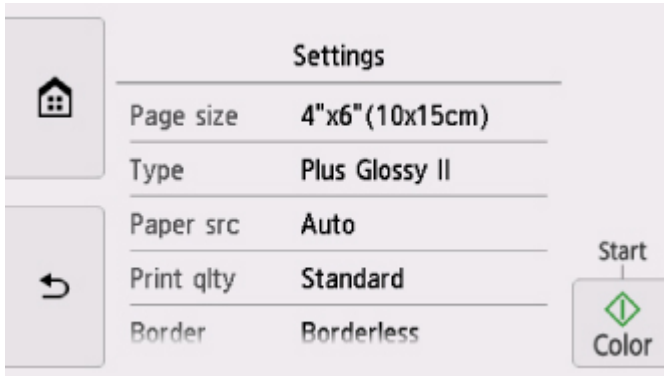 Settings
Page size 4"x6"(10x15cm)
Type Plus Glossy II
Paper src Auto
Print qlty Standard
Border Borderless
Start
Color